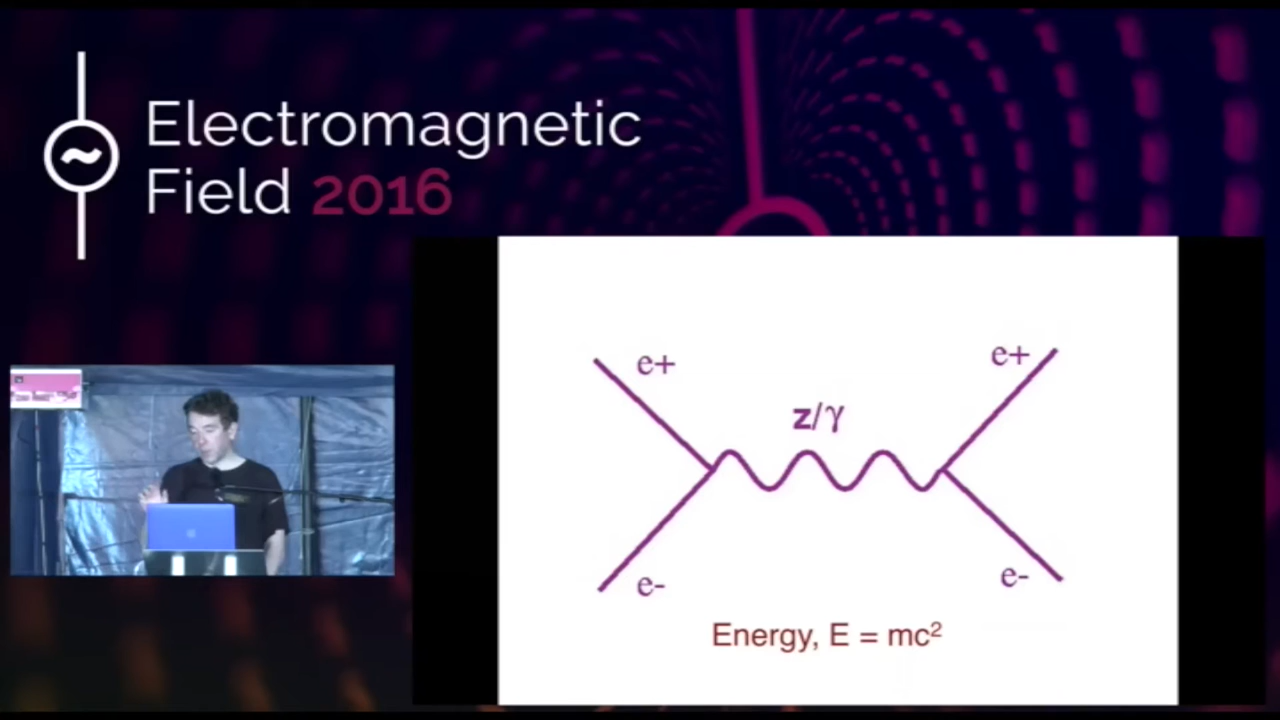 Electromagnetic
Field 2016
e+
e+
z/γ
e-
e-
Energy, E = mc²